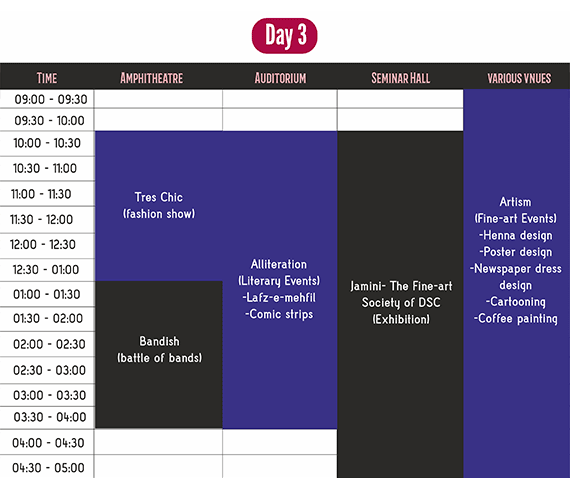 Day 3
TIME AMPHITHEATRE AUDITORIUM SEMINAR HALL VARIOUS VNUES
09:00 - 09:30
09:30 - 10:00
10:00 - 10:30
10:30 - 11:00
11:00 - 11:30
11:30 - 12:00
12:00 - 12:30
12:30 - 01:00
01:00 - 01:30
01:30 - 02:00
02:00 - 02:30
02:30 - 03:00
03:00 - 03:30
03:30 - 04:00
04:00 - 04:30
04:30 - 05:00
Tres Chic
(fashion show)
Bandish
(battle of bands)
Alliteration
(Literary Events)
-Lafz-e-mehfil
-Comic strips
Jamini- The Fine-art
Society of DSC
(Exhibition)
Artism
(Fine-art Events)
-Henna design
-Poster design
-Newspaper dress
design
-Cartooning
-Coffee painting